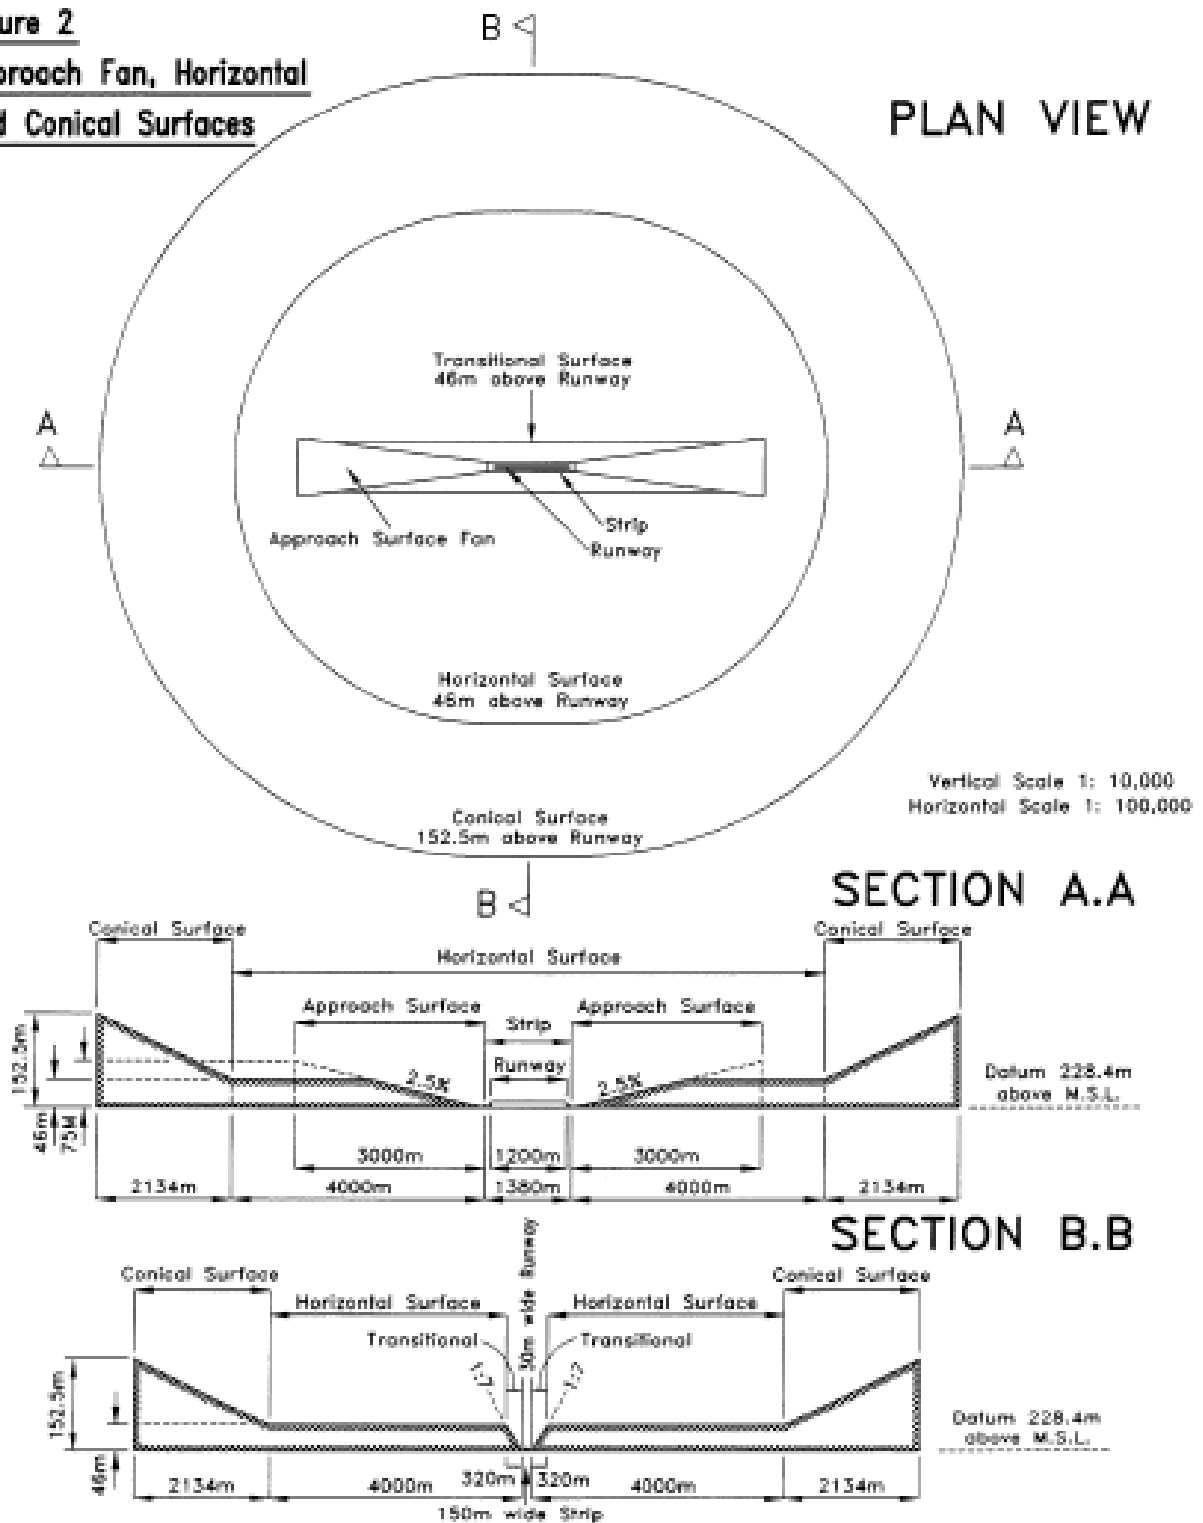 ure 2
proach Fan, Horizontal
d Conical Surfaces
B
PLAN VIEW
Transitional Surface
46m above Runway
A
A
Strip
Approach Surface Fan
Runway
Horizontal Surface
46m above Runway
Vertical Scale 1: 10,000
Horizontal Scale 1: 100,000
Conical Surface
152.5m above Runway
B
SECTION A.A
Conical Surface
Conical Surface
Horizontal Surface
Approach Surface
Approach Surface
Strip
Runway
152.5m
2.5%
2.5%
Datum 228.4m
above M.S.L.
46m
75M
3000m
1200m
3000m
2134m
4000m
1380m
4000m
2134m
SECTION B.B
30m wide Runway
Conical Surface
Conical Surface
Horizontal Surface
Horizontal Surface
Transitional
Transitional
1:7
1:7
152.5m
Datum 228.4m
above M.S.L.
46m
320m
320m
2134m
4000m
4000m
2134m
150m wide Strip